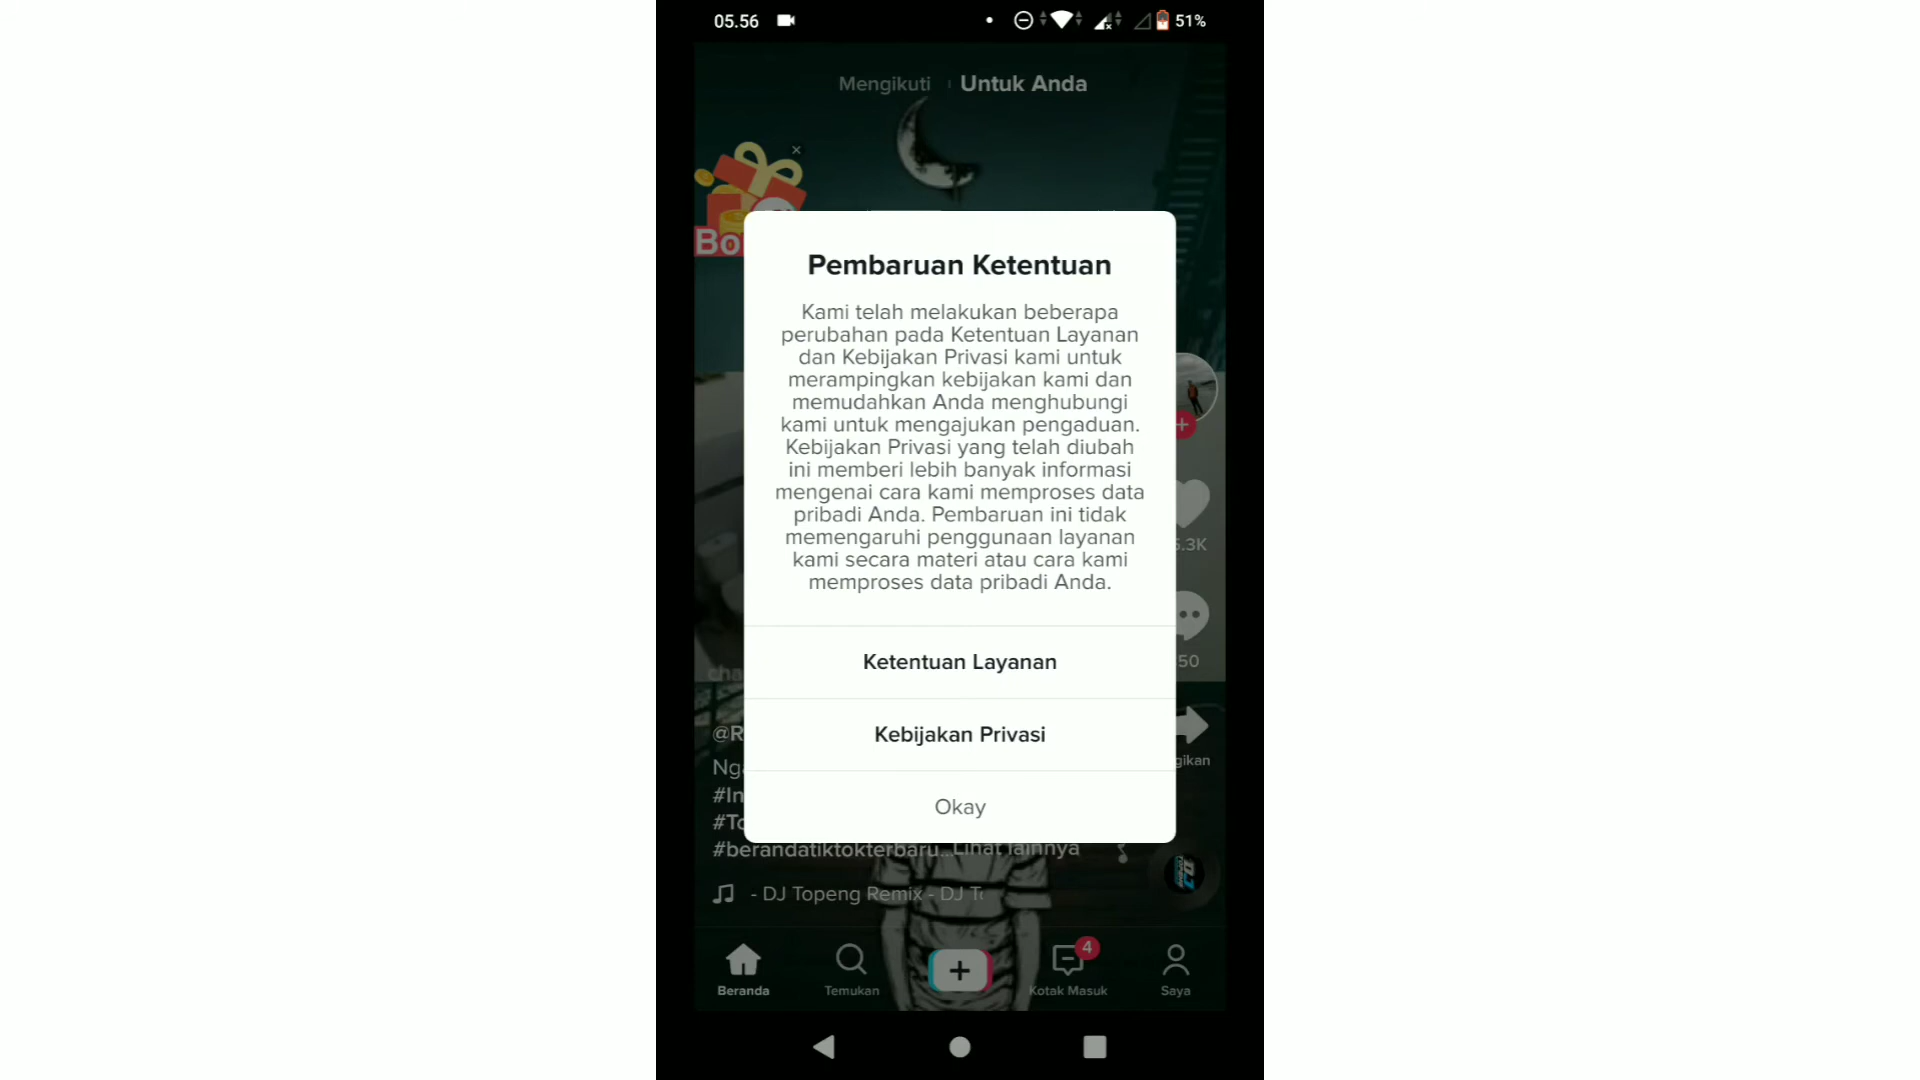 05.56
51%
Mengikuti
Untuk Anda
Pembaruan Ketentuan
Kami telah melakukan beberapa
perubahan pada Ketentuan Layanan
dan Kebijakan Privasi kami untuk
merampingkan kebijakan kami dan
memudahkan Anda menghubungi
kami untuk mengajukan pengaduan.
Kebijakan Privasi yang telah diubah
ini memberi lebih banyak informasi
mengenai cara kami memproses data
pribadi Anda. Pembaruan ini tidak
memengaruhi penggunaan layanan
kami secara materi atau cara kami
memproses data pribadi Anda.
Ketentuan Layanan
Kebijakan Privasi
Okay
#berandatiktokterbaru...Lihat lainnya
- DJ Topeng Remix - DJ
Beranda
Temukan
4
Kotak Masuk
Saya